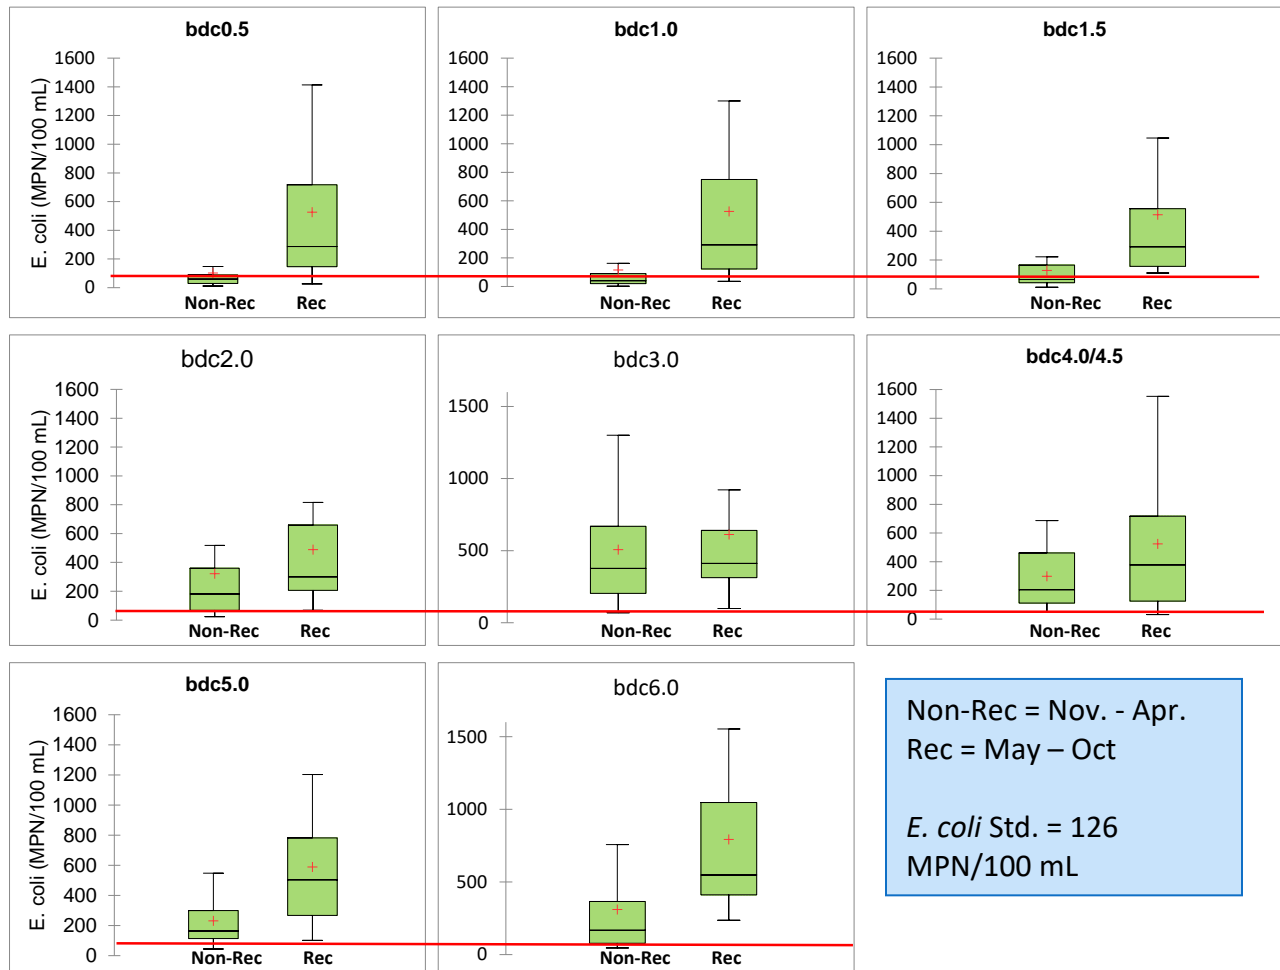 bdc0.5
E. coli (MPN/100 mL)
1600
1400
1200
1000
800
600
400
200
0
Non-Rec Rec
bdc1.0
1600
1400
1200
1000
800
600
400
200
0
Non-Rec Rec
bdc1.5
1600
1400
1200
1000
800
600
400
200
0
Non-Rec Rec
bdc2.0
E. coli (MPN/100 mL)
1600
1400
1200
1000
800
600
400
200
0
Non-Rec Rec
bdc3.0
1500
1000
500
0
Non-Rec Rec
bdc4.0/4.5
1600
1400
1200
1000
800
600
400
200
0
Non-Rec Rec
bdc5.0
E. coli (MPN/100 mL)
1600
1400
1200
1000
800
600
400
200
0
Non-Rec Rec
bdc6.0
1500
1000
500
0
Non-Rec Rec
Non-Rec = Nov. - Apr.
Rec = May – Oct
E. coli Std. = 126
MPN/100 mL